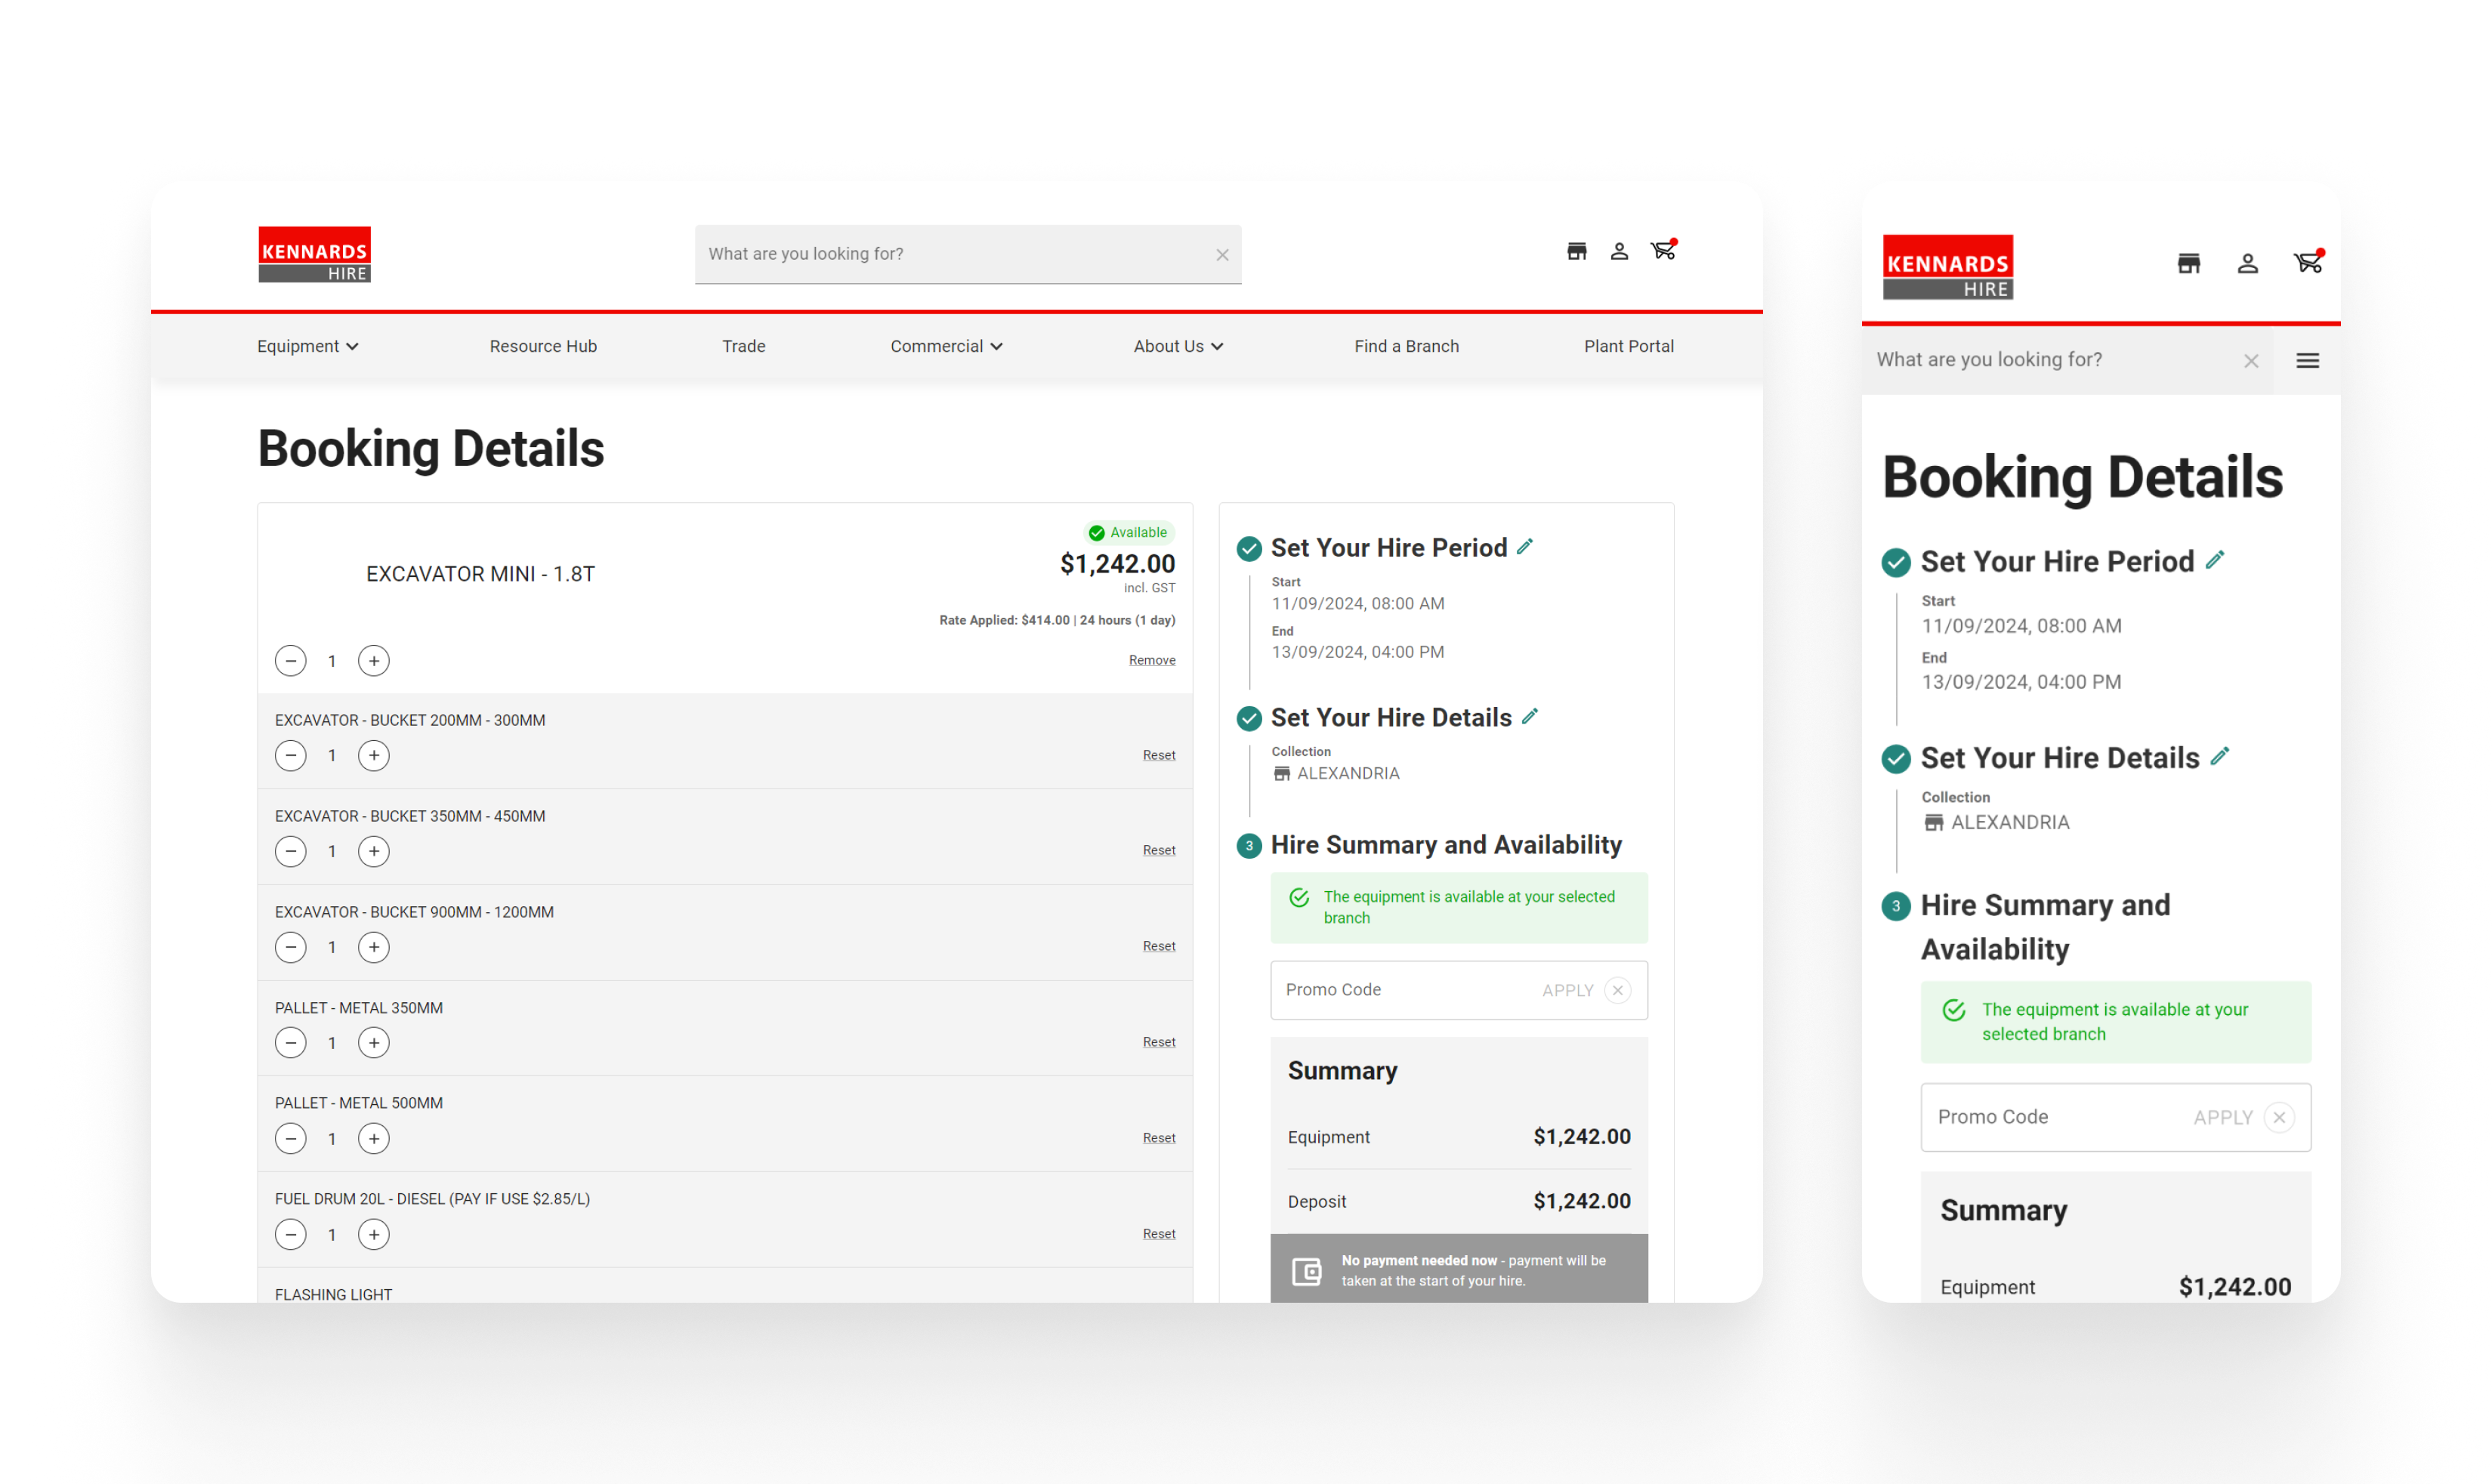 KENNARDS
HIRE
What are you looking for?
Equipment
Resource Hub
Trade
Commercial
About Us
Find a Branch
Plant Portal
Booking Details
Available
EXCAVATOR MINI - 1.8T
$1,242.00
incl. GST
Rate Applied: $414.00 | 24 hours (1 day)
1
Remove
EXCAVATOR - BUCKET 200MM - 300MM
1
Reset
EXCAVATOR - BUCKET 350MM - 450MM
1
Reset
EXCAVATOR - BUCKET 900MM - 1200MM
1
Reset
PALLET - METAL 350MM
1
Reset
PALLET - METAL 500MM
1
Reset
FUEL DRUM 20L - DIESEL (PAY IF USE $2.85/L)
1
Reset
FLASHING LIGHT
Set Your Hire Period
Start
11/09/2024, 08:00 AM
End
13/09/2024, 04:00 PM
Set Your Hire Details
Collection
ALEXANDRIA
3 Hire Summary and Availability
The equipment is available at your selected
branch
Promo Code APPLY
Summary
Equipment $1,242.00
Deposit $1,242.00
No payment needed now - payment will be
taken at the start of your hire.
KENNARDS
HIRE
What are you looking for?
Booking Details
Set Your Hire Period
Start
11/09/2024, 08:00 AM
End
13/09/2024, 04:00 PM
Set Your Hire Details
Collection
ALEXANDRIA
3 Hire Summary and
Availability
The equipment is available at your
selected branch
Promo Code APPLY
Summary
Equipment $1,242.00